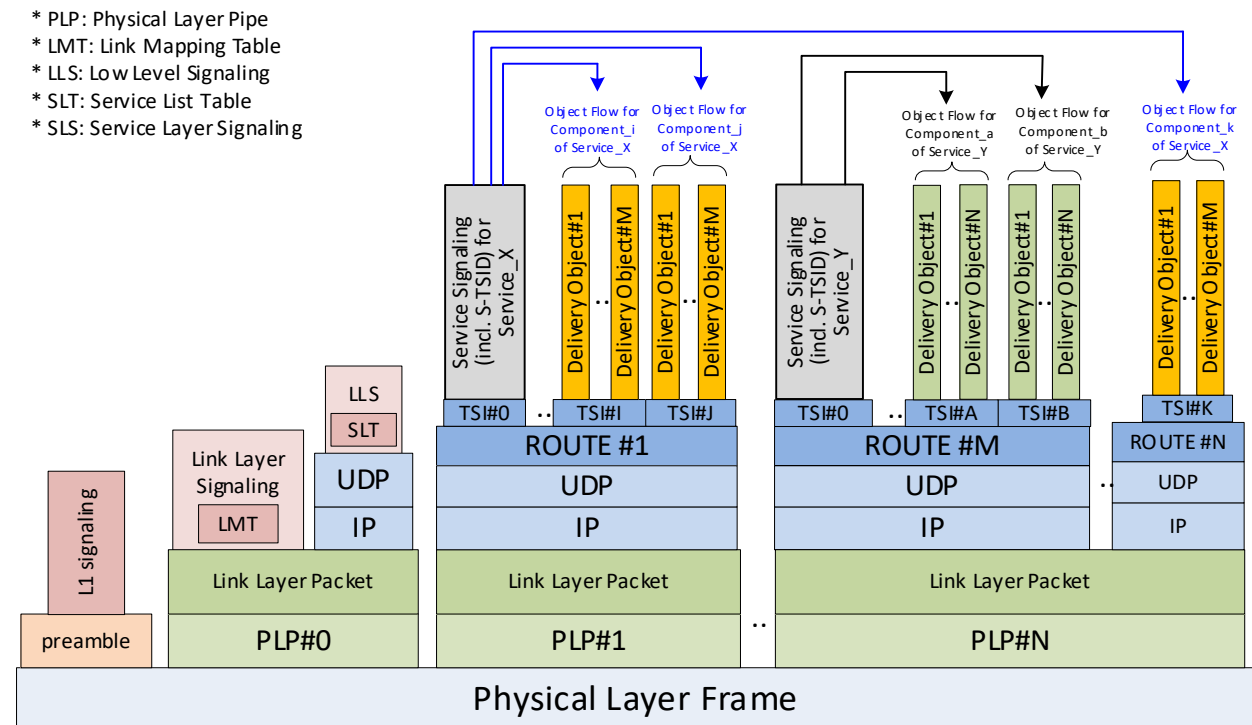 * PLP: Physical Layer Pipe
* LMT: Link Mapping Table
* LLS: Low Level Signaling
* SLT: Service List Table
* SLS: Service Layer Signaling
Object Flow for
Component_i
of Service_X
Object Flow for
Component_j
of Service_X
Object Flow for
Component_a
of Service_Y
Object Flow for
Component_b
of Service_Y
Object Flow for
Component_k
of Service_X
Service Signaling
(incl. S-TSID) for
Service_X
Delivery Object#1
..
Delivery Object#M
Delivery Object#1
..
Delivery Object#M
Service Signaling
(incl. S-TSID) for
Service_Y
Delivery Object#1
..
Delivery Object#N
Delivery Object#1
..
Delivery Object#N
Delivery Object#1
..
Delivery Object#M
TSI#0
..
TSI#I
TSI#J
TSI#0
..
TSI#A
TSI#B
TSI#K
LLS
SLT
ROUTE #1
ROUTE #M
ROUTE #N
Link Layer
Signaling
LMT
UDP
UDP
UDP
..
UDP
IP
IP
IP
IP
L1 signaling
Link Layer Packet
Link Layer Packet
Link Layer Packet
preamble
PLP#0
PLP#1
..
PLP#N
Physical Layer Frame